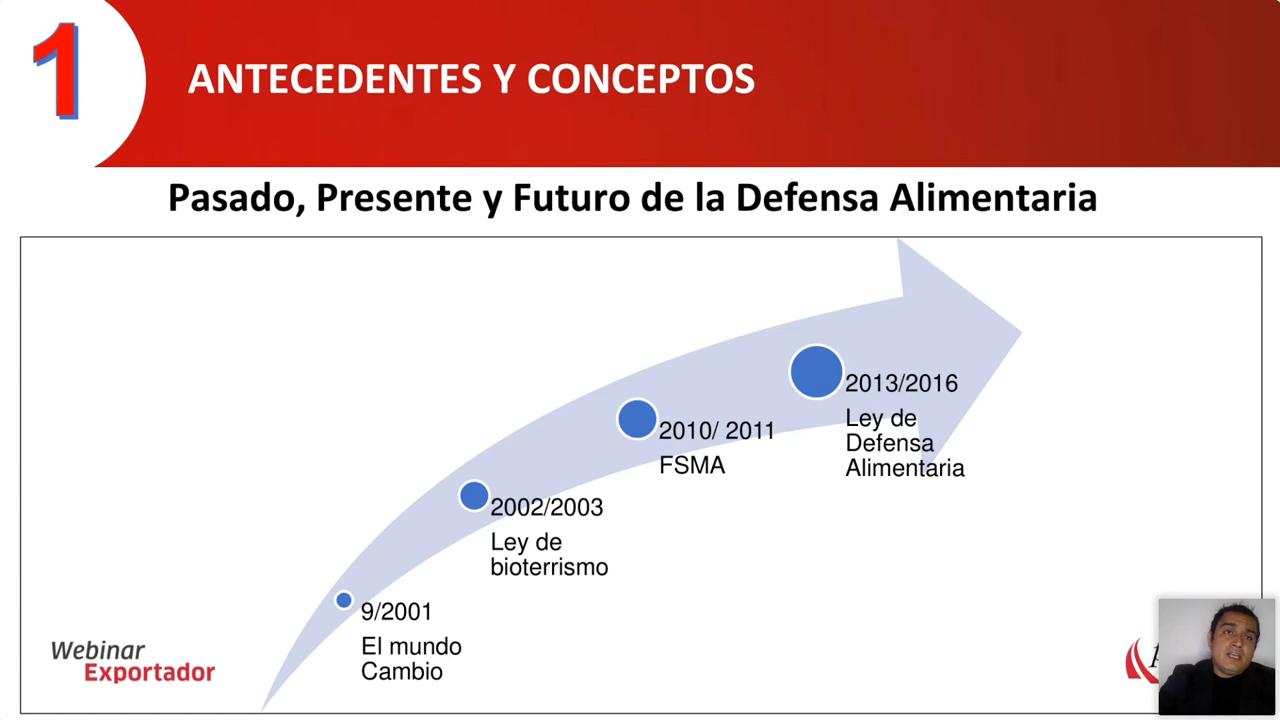 1
ANTECEDENTES Y CONCEPTOS
Pasado, Presente y Futuro de la Defensa Alimentaria
2013/2016
Ley de
Defensa
Alimentaria
2010/ 2011
FSMA
2002/2003
Ley de
bioterrismo
9/2001
El mundo
Cambio
Webinar
Exportador